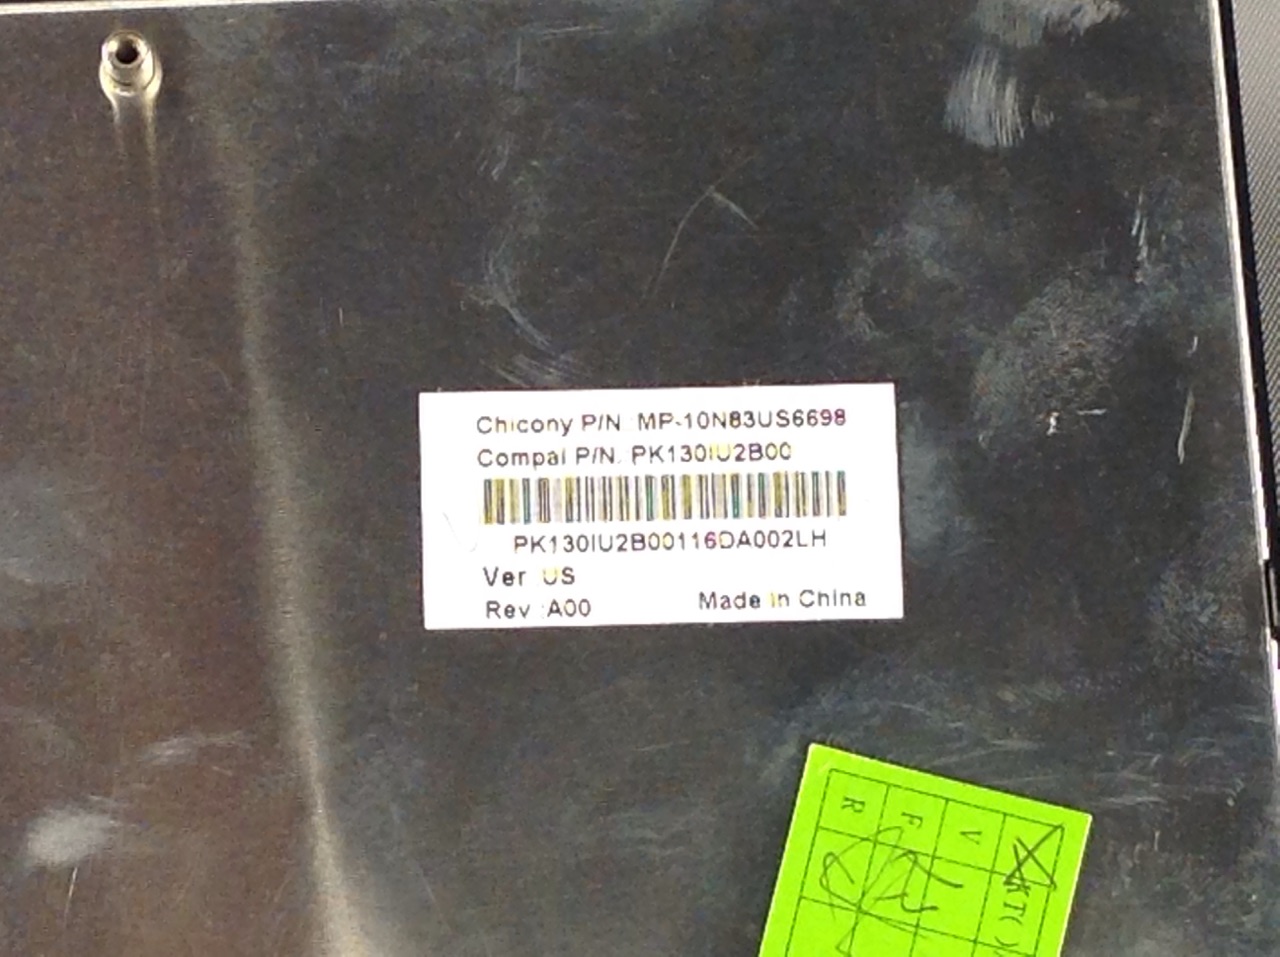 Chicony P/N :MP-10N83US6698
Compal P/N: PK130IU2B00
PK130IU2B00116DA002LH
Ver :US
Rev :A00
Made in China
R
F
V